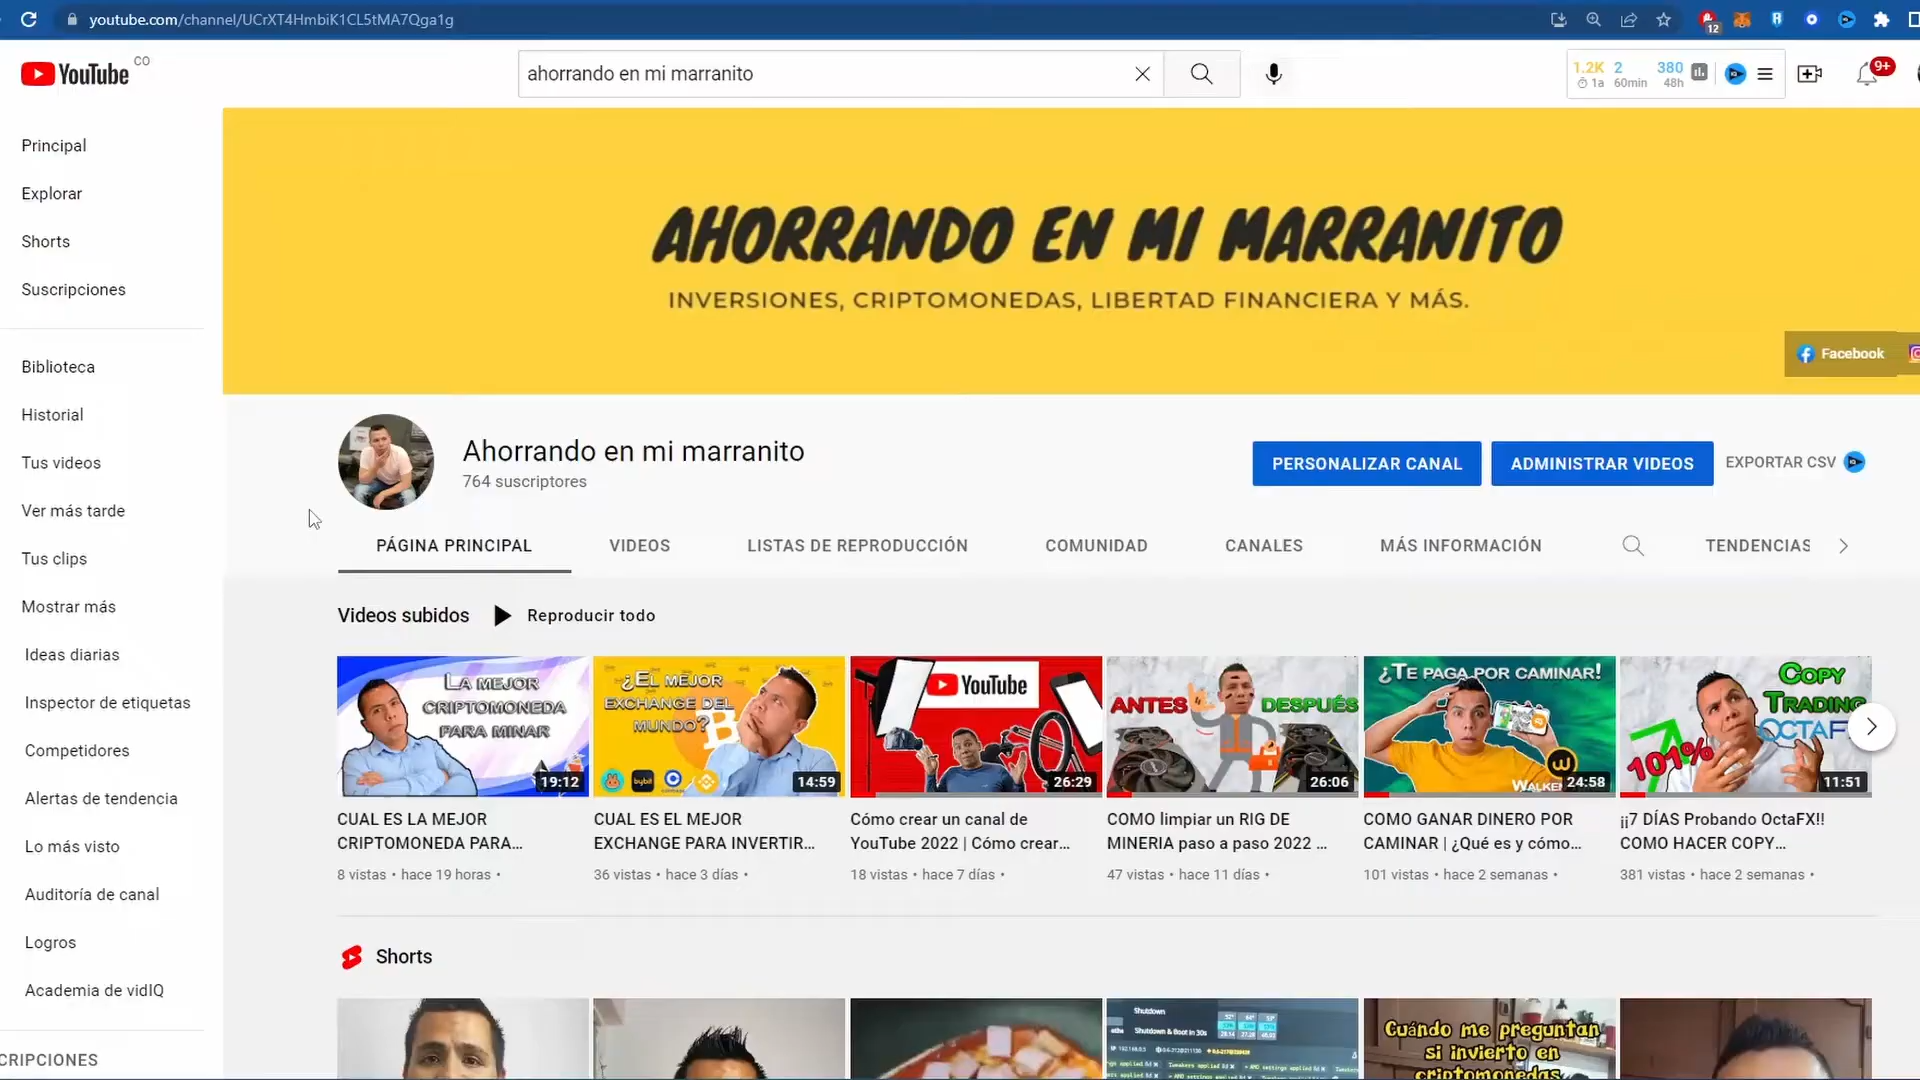 youtube.com/channel/UCrXT4HmbiK1CL5tMA7Qga1g
12
YouTube CO
ahorrando en mi marranito
1.2K 2 380
1a 60min 48h
9+
Principal
Explorar
Shorts
Suscripciones
Biblioteca
Historial
Tus videos
Ver más tarde
Tus clips
Mostrar más
Ideas diarias
Inspector de etiquetas
Competidores
Alertas de tendencia
Lo más visto
Auditoría de canal
Logros
Academia de vidIQ
CRIPCIONES
AHORRANDO EN MI MARRANITO
INVERSIONES, CRIPTOMONEDAS, LIBERTAD FINANCIERA Y MÁS.
Facebook
Ahorrando en mi marranito
764 suscriptores
PERSONALIZAR CANAL
ADMINISTRAR VIDEOS
EXPORTAR CSV
PÁGINA PRINCIPAL
VIDEOS
LISTAS DE REPRODUCCIÓN
COMUNIDAD
CANALES
MÁS INFORMACIÓN
TENDENCIAS
Videos subidos
Reproducir todo
LA MEJOR
CRIPTOMONEDA
PARA MINAR
19:12
CUAL ES LA MEJOR
CRIPTOMONEDA PARA...
8 vistas • hace 19 horas •
¿EL MEJOR
EXCHANGE DEL
MUNDO?
bybit
14:59
CUAL ES EL MEJOR
EXCHANGE PARA INVERTIR...
36 vistas • hace 3 días •
YouTube
26:29
Cómo crear un canal de
YouTube 2022 | Cómo crear...
18 vistas • hace 7 días •
ANTES
DESPUÉS
26:06
COMO limpiar un RIG DE
MINERIA paso a paso 2022 ...
47 vistas • hace 11 días •
¿TE PAGA POR CAMINAR!
WALKE
24:58
COMO GANAR DINERO POR
CAMINAR | ¿Qué es y cómo...
101 vistas • hace 2 semanas •
COPY
TRADING
OCTAF
101%
11:51
¡¡7 DÍAS Probando OctaFX!!
COMO HACER COPY...
381 vistas • hace 2 semanas •
Shorts
Shutdown
Shutdown & Boot in 30s
Cuándo me preguntan
si invierto en
criptomonedas